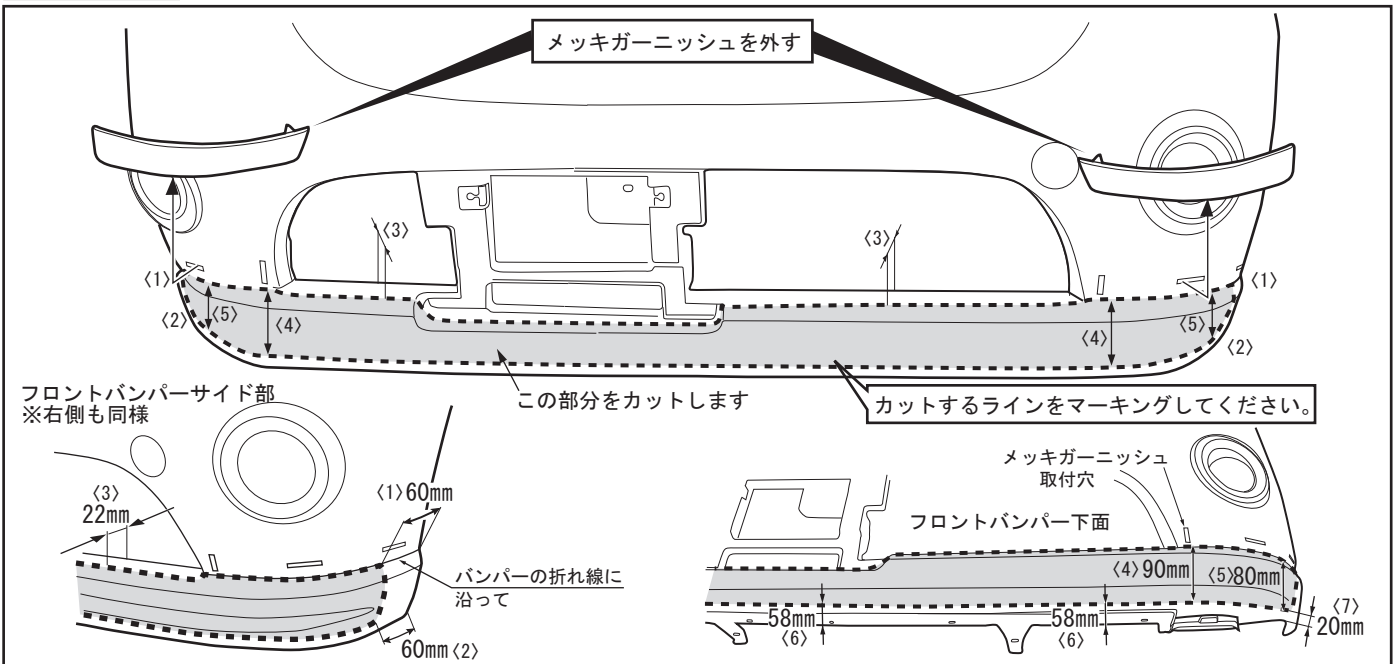 メッキガーニッシュを外す
〈3〉
〈3〉
〈1〉
〈1〉
〈2〉
〈5〉
〈4〉
〈4〉
〈5〉
〈2〉
この部分をカットします
カットするラインをマーキングしてください。
フロントバンパーサイド部
※右側も同様
〈3〉
22mm
〈1〉60mm
バンパーの折れ線に
沿って
60mm〈2〉
メッキガーニッシュ
取付穴
フロントバンパー下面
〈4〉90mm
〈5〉80mm
58mm
〈6〉
58mm
〈6〉
〈7〉
20mm